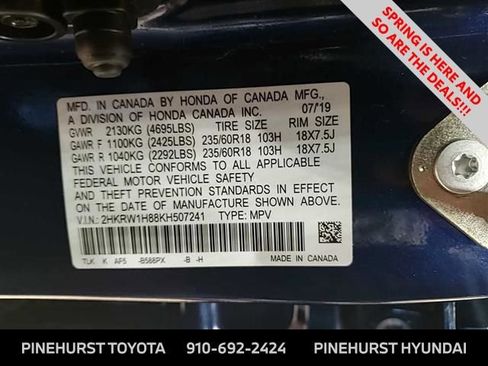 SPRING IS HERE AND
SO ARE THE DEALS!!!
MFD. IN CANADA BY HONDA OF CANADA MFG.,
A DIVISION OF HONDA CANADA INC. 07/19
GVWR 2130KG (4695LBS) TIRE SIZE RIM SIZE
GAWR F 1100KG (2425LBS) 235/60R18 103H 18X7.5J
GAWR R 1040KG (2292LBS) 235/60R18 103H 18X7.5J
THIS VEHICLE CONFORMS TO ALL APPLICABLE
FEDERAL MOTOR VEHICLE SAFETY
STANDARDS IN EFFECT ON THE
DATE OF MANUFACTURE SHOWN ABOVE.
V.I.N.: 2HKRW1H88KH507241 TYPE: MPV
TLK K AF5 -B588PX -B -H
MADE IN CANADA
PINEHURST TOYOTA 910-692-2424 PINEHURST HYUNDAI